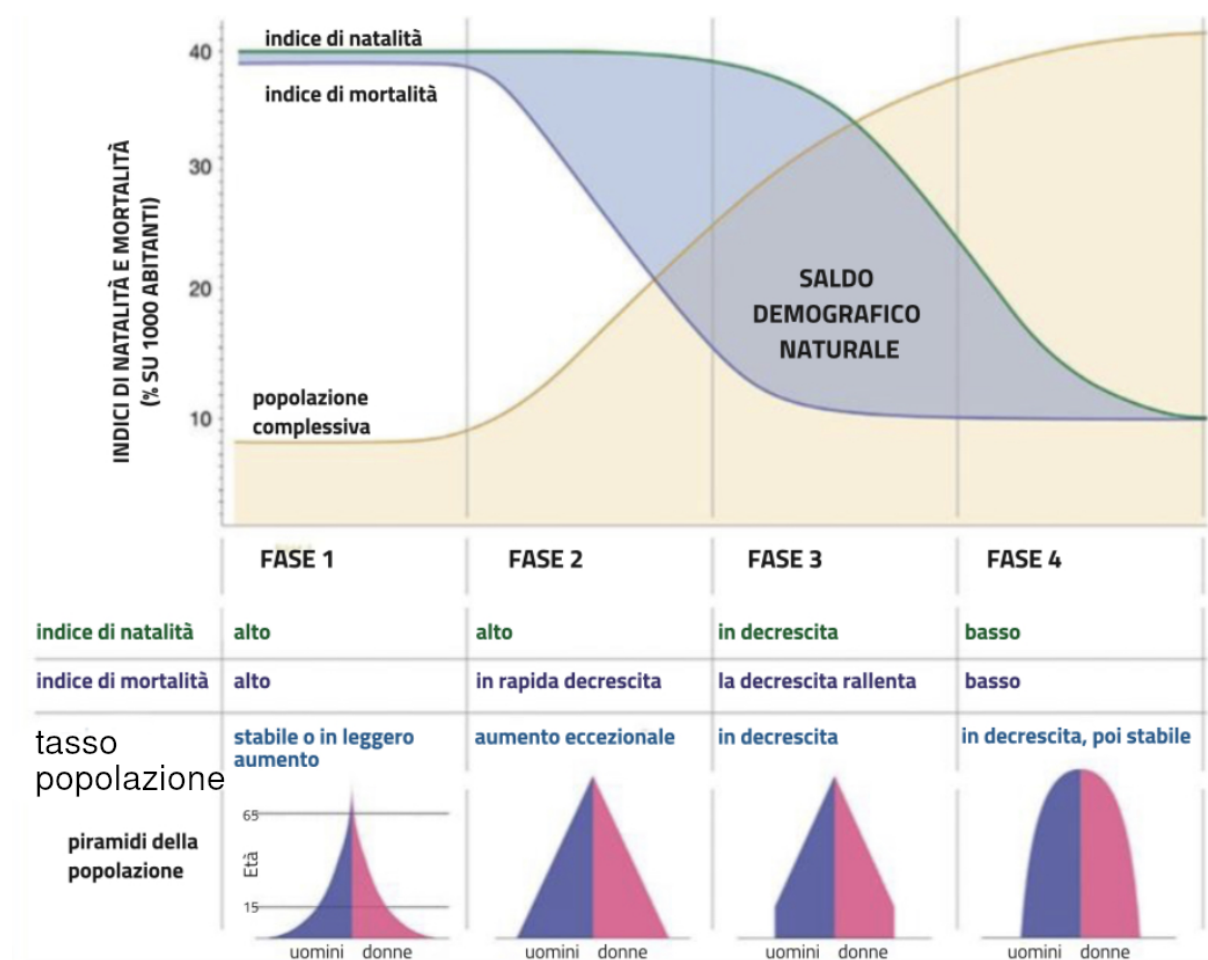 indice di natalità
40
indice di mortalità
30
INDICI DI NATALITÀ E MORTALITÀ
(% SU 1000 ABITANTI)
20
SALDO
DEMOGRAFICO
NATURALE
popolazione
complessiva
10
FASE 1 FASE 2 FASE 3 FASE 4
indice di natalità alto alto in decrescita basso
indice di mortalità alto in rapida decrescita la decrescita rallenta basso
tasso
popolazione
stabile o in leggero
aumento
aumento eccezionale
in decrescita
in decrescita, poi stabile
piramidi della
popolazione
65
Età
15
uomini donne uomini donne uomini donne uomini donne